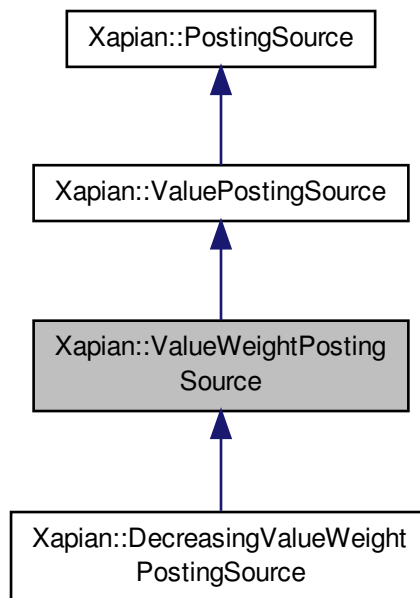 Xapian::PostingSource
Xapian::ValuePostingSource
Xapian::ValueWeightPosting
Source
Xapian::DecreasingValueWeight
PostingSource